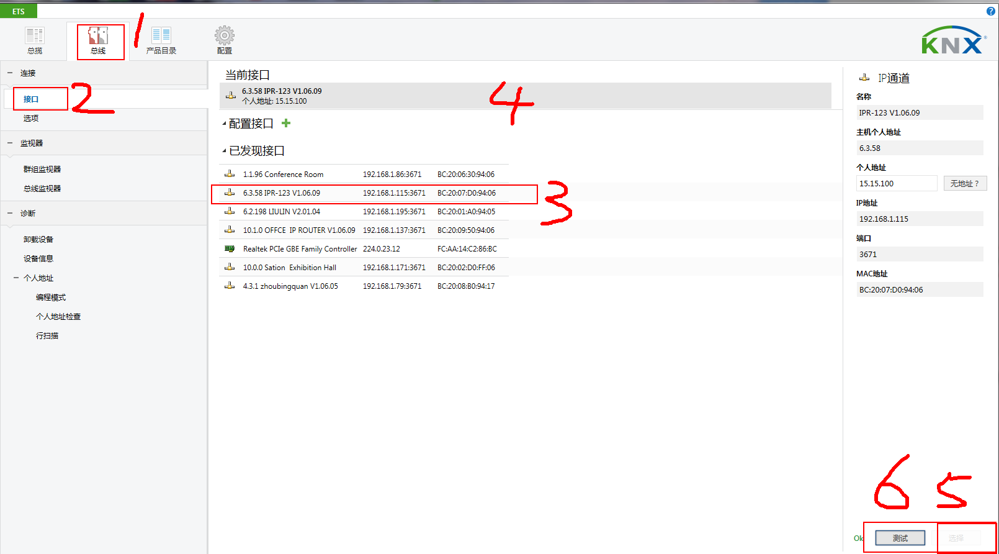 ETS
?
总揽
总线
1
产品目录
配置
KNX
®
连接
接口
2
选项
监视器
群组监视器
总线监视器
诊断
卸载设备
设备信息
个人地址
编程模式
个人地址检查
行扫描
当前接口
6.3.58 IPR-123 V1.06.09
个人地址: 15.15.100
4
配置接口
已发现接口
1.1.96 Conference Room 192.168.1.86:3671 BC:20:06:30:94:06
6.3.58 IPR-123 V1.06.09 192.168.1.115:3671 BC:20:07:D0:94:06
3
6.2.198 LIULIN V2.01.04 192.168.1.195:3671 BC:20:01:A0:94:05
10.1.0 OFFCE IP ROUTER V1.06.09 192.168.1.137:3671 BC:20:09:50:94:06
Realtek PCIe GBE Family Controller 224.0.23.12 FC:AA:14:C2:86:BC
10.0.0 Sation Exhibition Hall 192.168.1.171:3671 BC:20:02:D0:FF:06
4.3.1 zhoubingquan V1.06.05 192.168.1.79:3671 BC:20:08:B0:94:17
IP通道
名称
IPR-123 V1.06.09
主机个人地址
6.3.58
个人地址
15.15.100 无地址？
IP地址
192.168.1.115
端口
3671
MAC地址
BC:20:07:D0:94:06
6 5
Ok 测试 选择